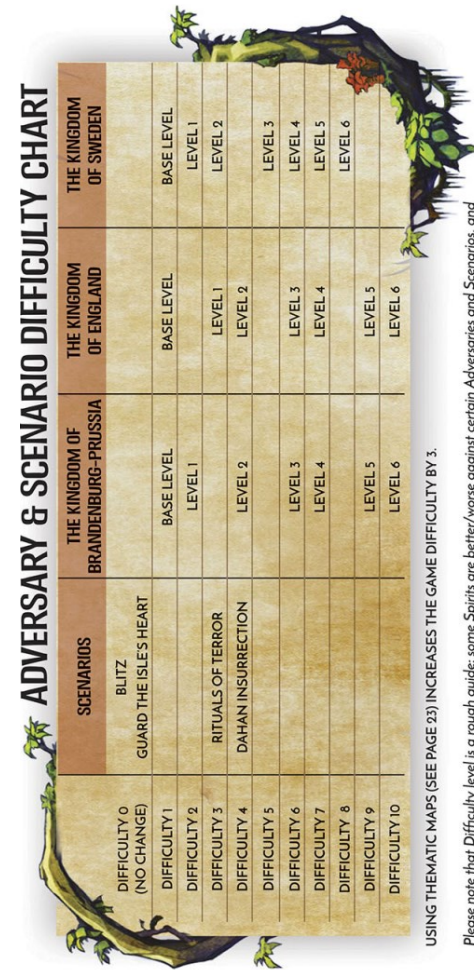 ADVERSARY & SCENARIO DIFFICULTY CHART
SCENARIOS THE KINGDOM OF BRANDENBURG-PRUSSIA THE KINGDOM OF ENGLAND THE KINGDOM OF SWEDEN
DIFFICULTY 0 BLITZ
(NO CHANGE) GUARD THE ISLE'S HEART
DIFFICULTY 1 BASE LEVEL BASE LEVEL BASE LEVEL
DIFFICULTY 2 LEVEL 1 LEVEL 1
DIFFICULTY 3 RITUALS OF TERROR LEVEL 1 LEVEL 2
DIFFICULTY 4 DAHAN INSURRECTION LEVEL 2 LEVEL 2
DIFFICULTY 5 LEVEL 3
DIFFICULTY 6 LEVEL 3 LEVEL 3 LEVEL 4
DIFFICULTY 7 LEVEL 4 LEVEL 4 LEVEL 5
DIFFICULTY 8 LEVEL 6
DIFFICULTY 9 LEVEL 5 LEVEL 5
DIFFICULTY 10 LEVEL 6 LEVEL 6
USING THEMATIC MAPS (SEE PAGE 23) INCREASES THE GAME DIFFICULTY BY 3.
Please note that Difficulty level is a rough guide; some Spirits are better/worse against certain Adversaries and Scenarios, and